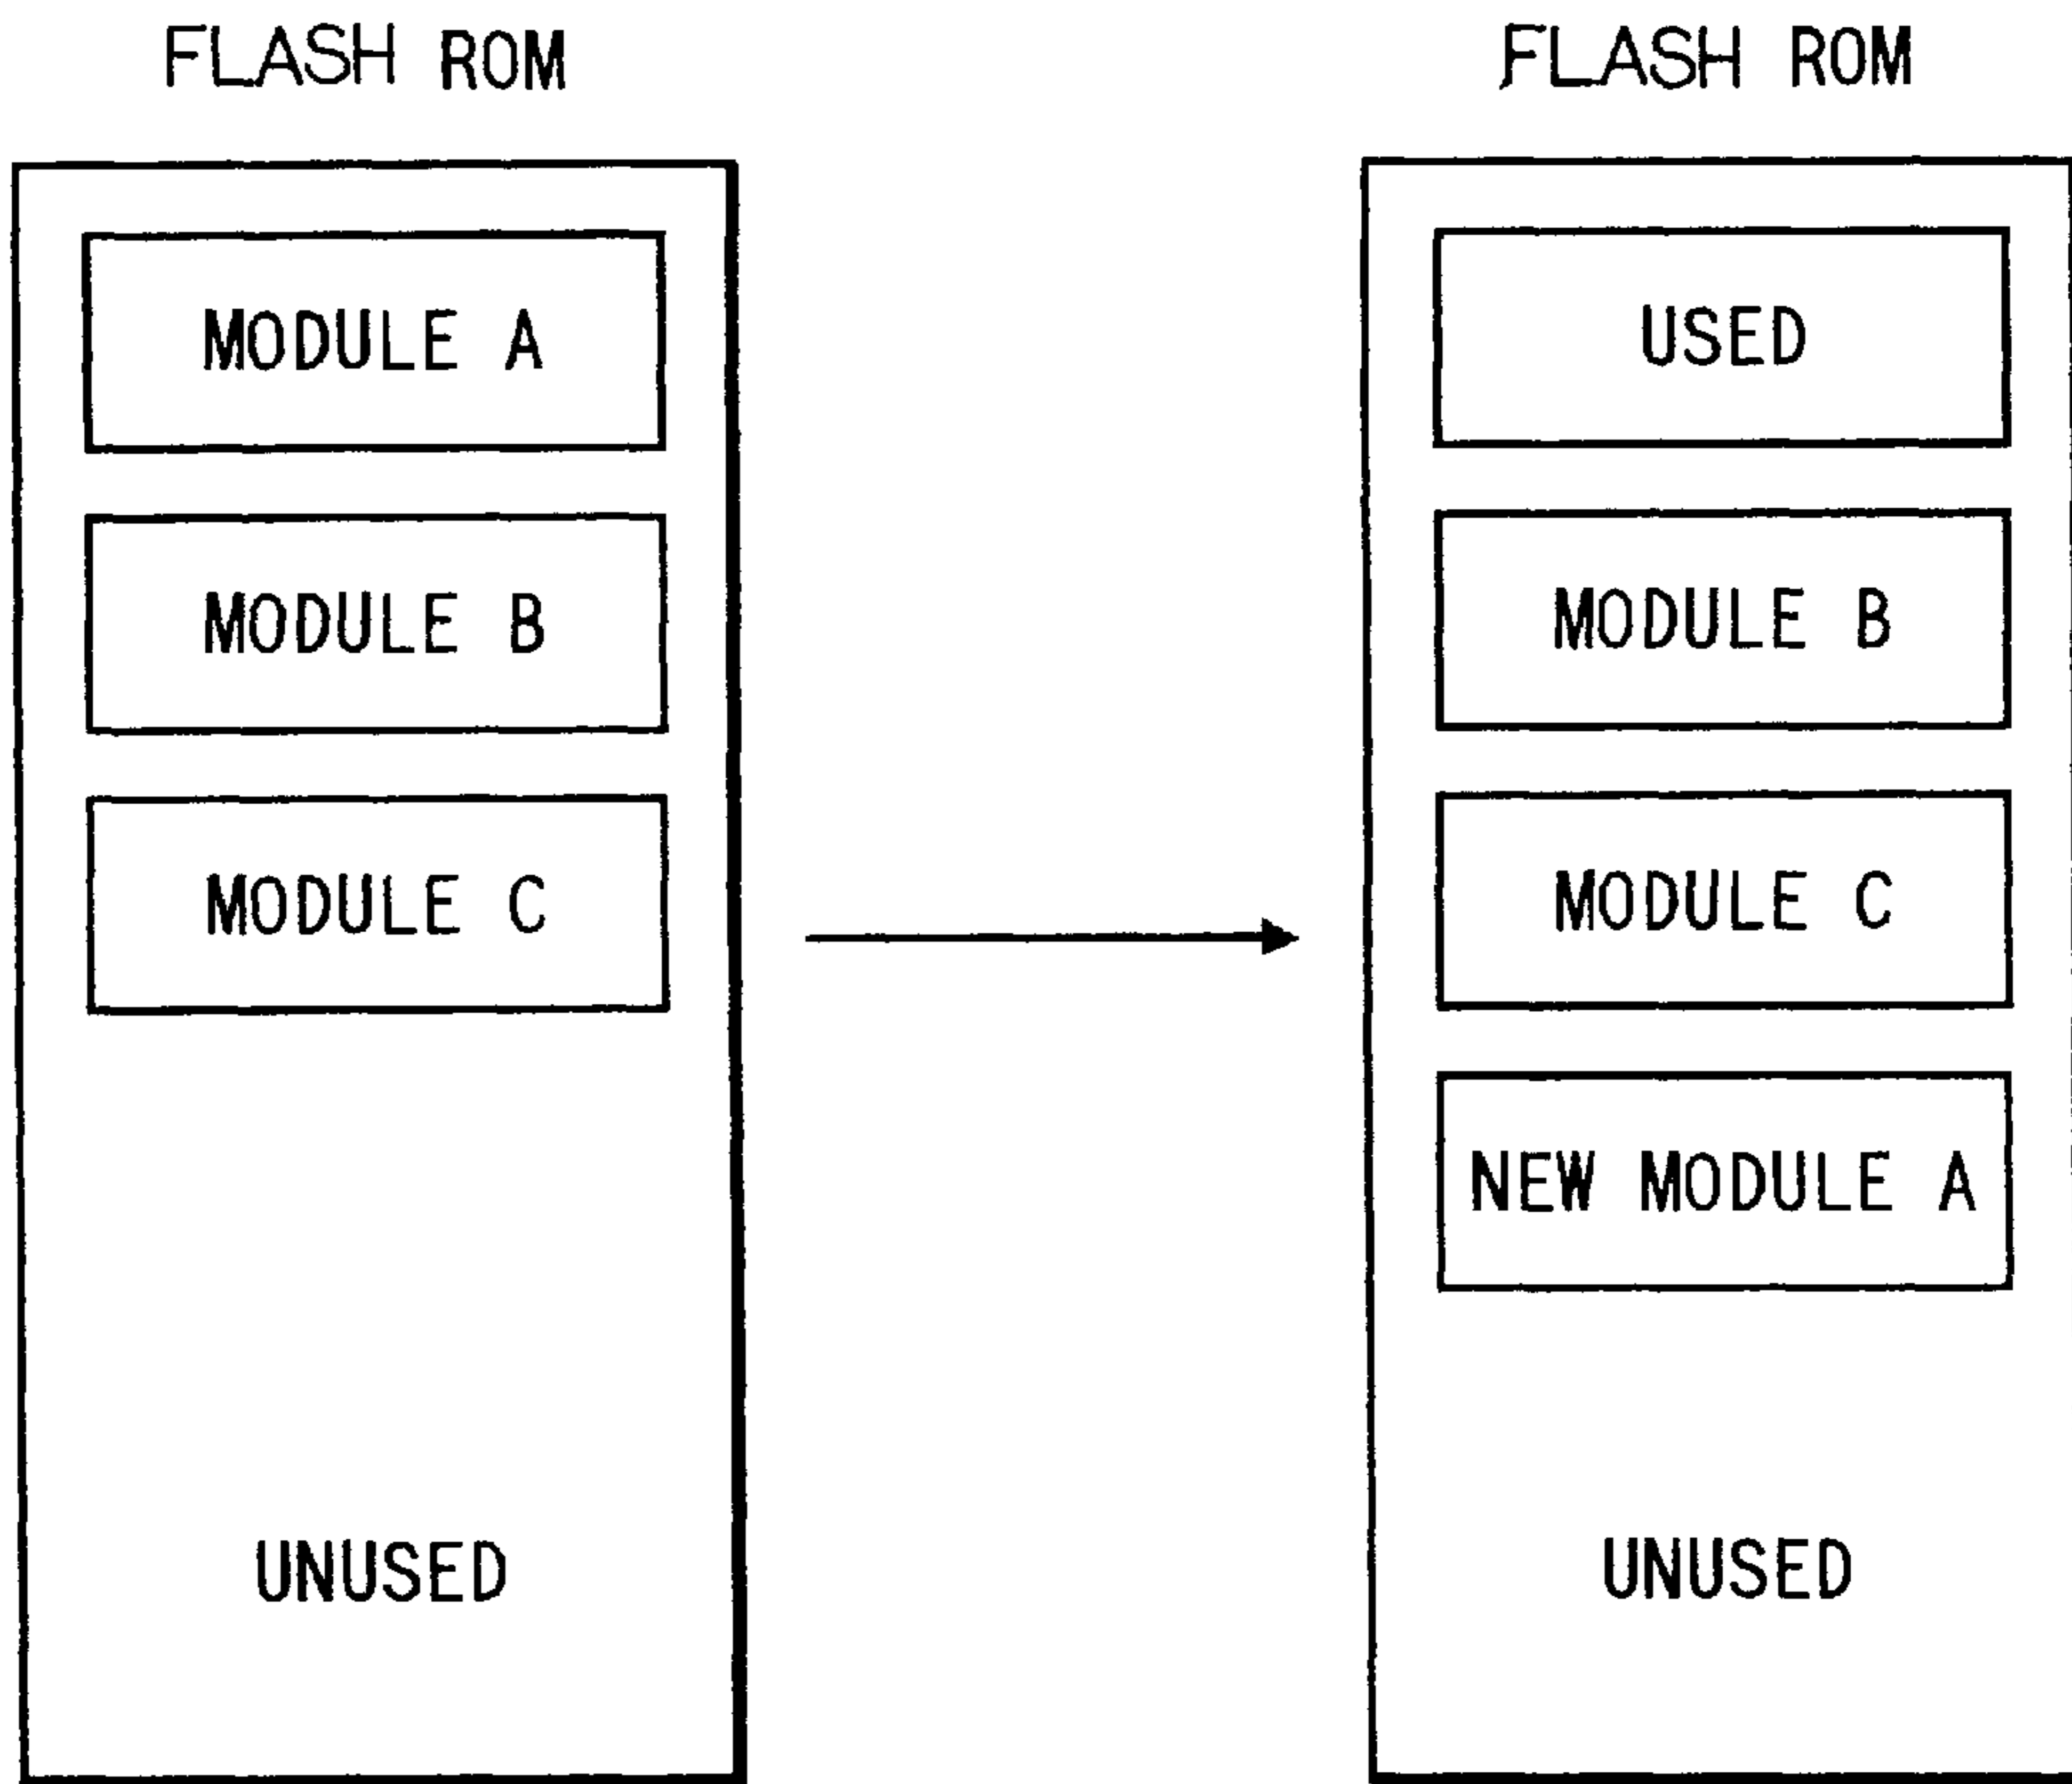 FLASH ROM
MODULE A
MODULE B
MODULE C
UNUSED
FLASH ROM
USED
MODULE B
MODULE C
NEW MODULE A
UNUSED